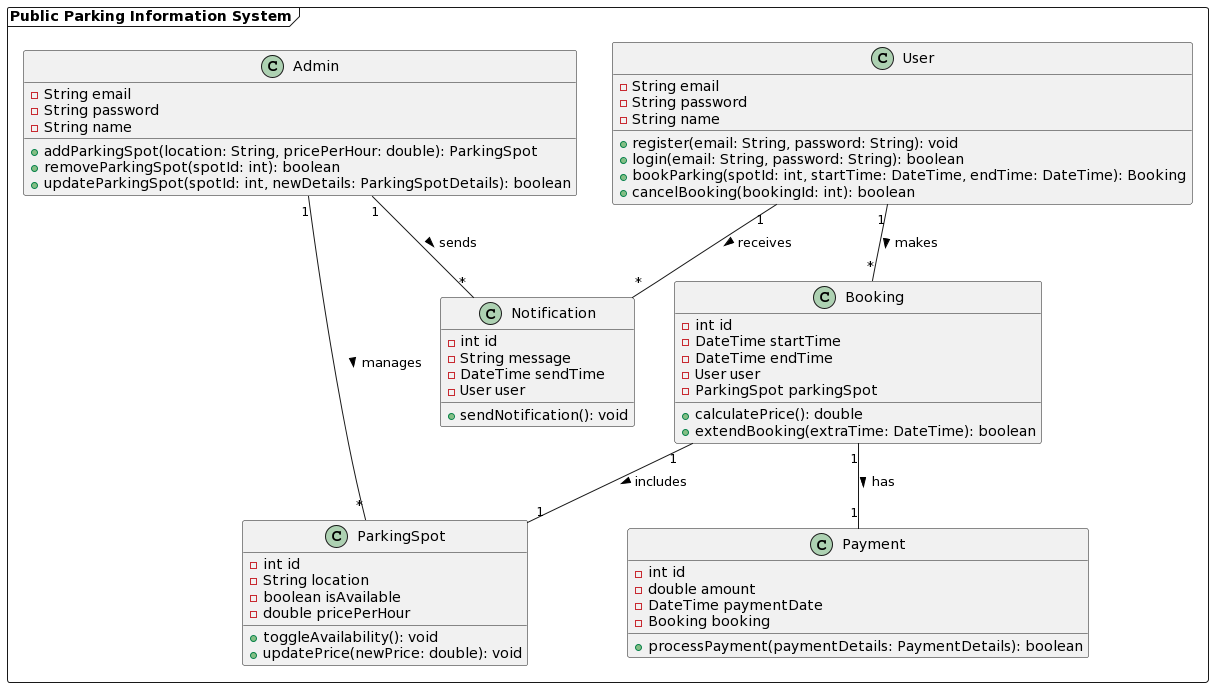 Public Parking Information System
C Admin
String email
String password
String name
addParkingSpot(location: String, pricePerHour: double): ParkingSpot
removeParkingSpot(spotId: int): boolean
updateParkingSpot(spotId: int, newDetails: ParkingSpotDetails): boolean
C User
String email
String password
String name
register(email: String, password: String): void
login(email: String, password: String): boolean
bookParking(spotId: int, startTime: DateTime, endTime: DateTime): Booking
cancelBooking(bookingId: int): boolean
1
1
1
1
sends
receives
makes
*
*
*
C Notification
int id
String message
DateTime sendTime
User user
sendNotification(): void
C Booking
int id
DateTime startTime
DateTime endTime
User user
ParkingSpot parkingSpot
calculatePrice(): double
extendBooking(extraTime: DateTime): boolean
manages
1
1
includes
has
*
1
1
C ParkingSpot
int id
String location
boolean isAvailable
double pricePerHour
toggleAvailability(): void
updatePrice(newPrice: double): void
C Payment
int id
double amount
DateTime paymentDate
Booking booking
processPayment(paymentDetails: PaymentDetails): boolean